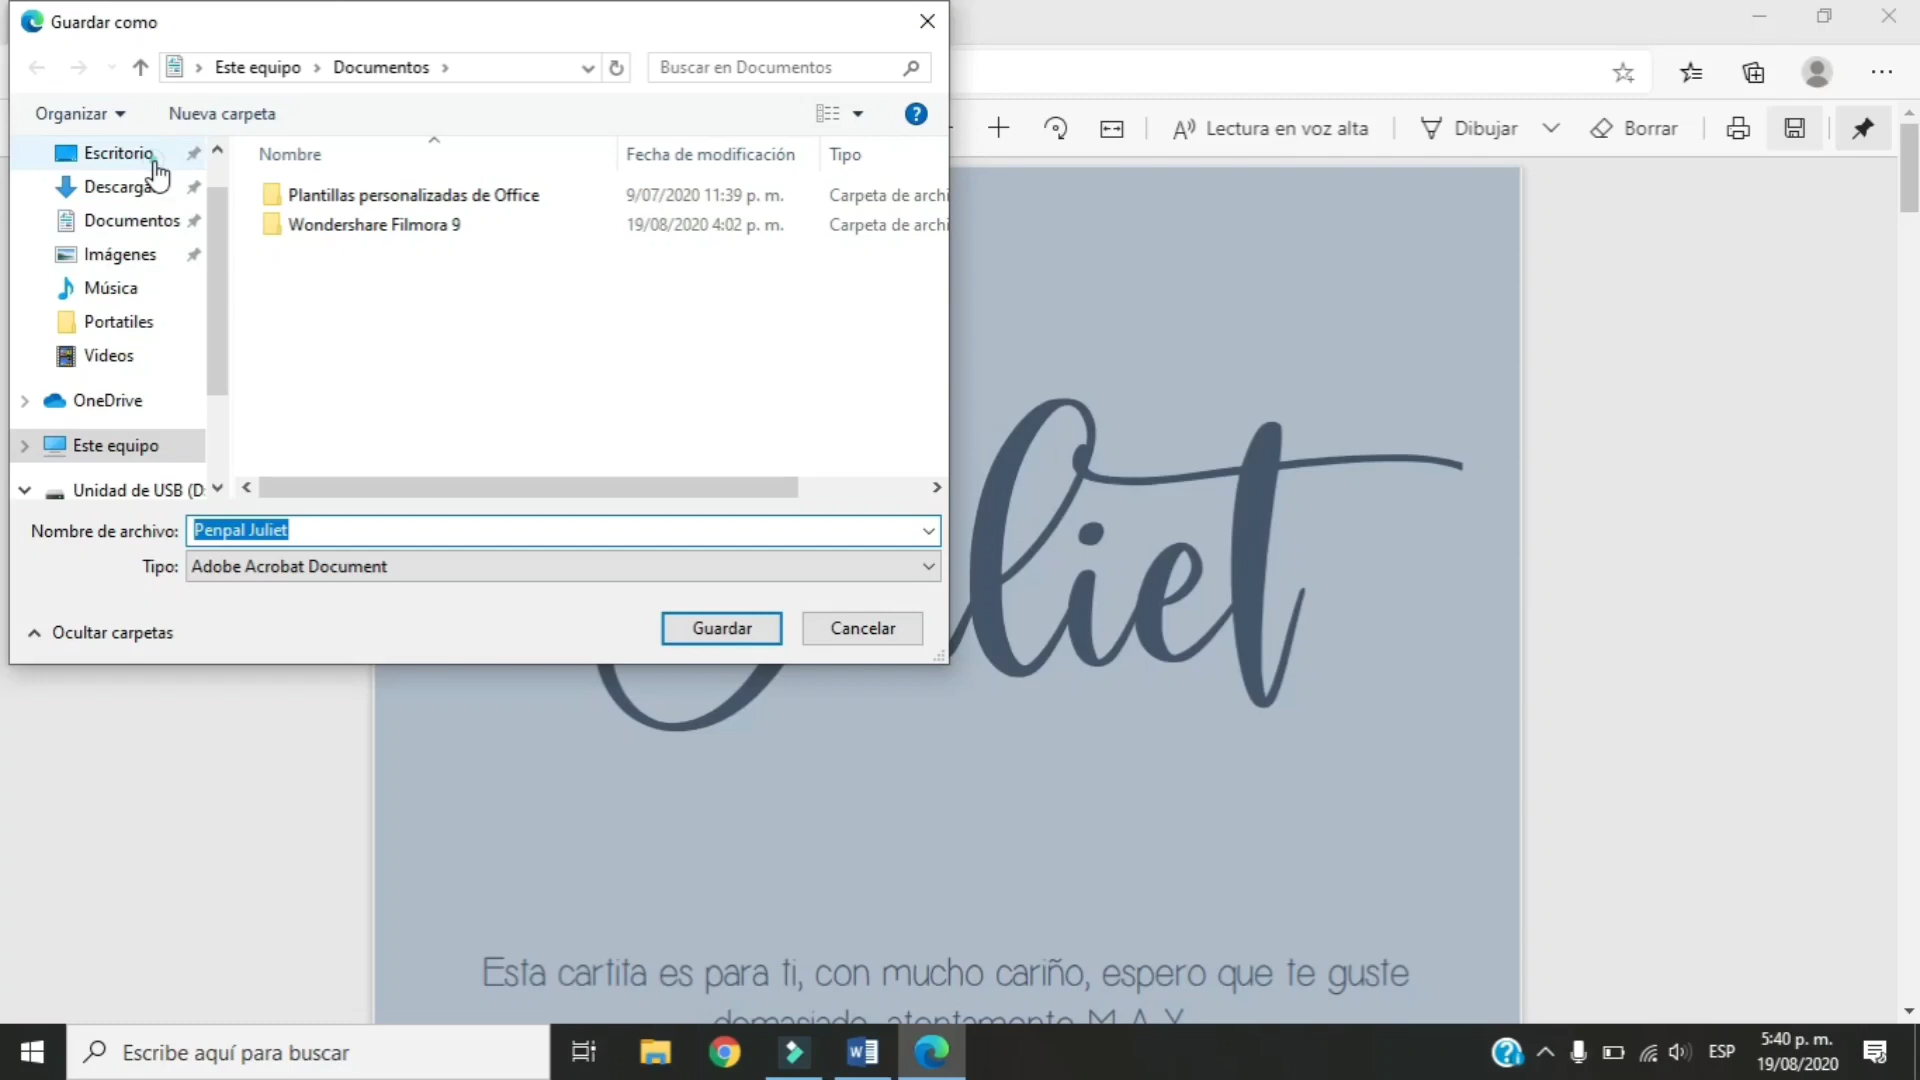 Guardar como
Este equipo > Documentos >
Buscar en Documentos
Organizar
Nueva carpeta
Lectura en voz alta
Dibujar
Borrar
Nombre
Fecha de modificación
Tipo
Escritorio
Descarga
Documentos
Imágenes
Música
Portatiles
Videos
OneDrive
Este equipo
Unidad de USB (D:
Plantillas personalizadas de Office
9/07/2020 11:39 p. m.
Carpeta de archi
Wondershare Filmora 9
19/08/2020 4:02 p. m.
Carpeta de archi
Nombre de archivo:
Penpal Juliet
Tipo:
Adobe Acrobat Document
Ocultar carpetas
Guardar
Cancelar
liet
Esta cartita es para ti, con mucho cariño, espero que te guste
demasiado, atentamente M.A.Y.
Escribe aquí para buscar
ESP
5:40 p. m.
19/08/2020